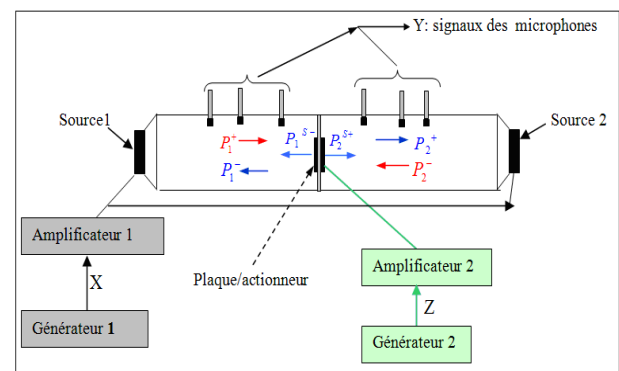 Y: signaux des microphones
Source1
Source 2
P₁⁺
P₁ˢ⁻
P₂ˢ⁺
P₂⁺
P₁⁻
P₂⁻
Amplificateur 1
Plaque/actionneur
Amplificateur 2
X
Z
Générateur 1
Générateur 2